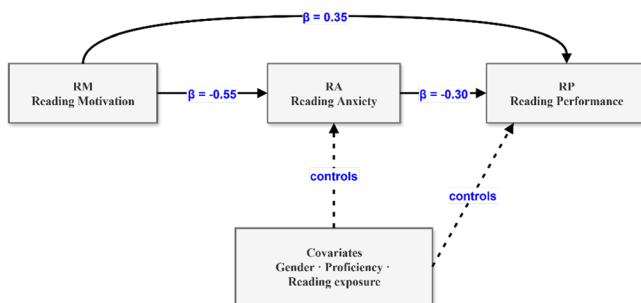 β = 0.35
RM
Reading Motivation
β = -0.55
RA
Reading Anxiety
β = -0.30
RP
Reading Performance
controls
controls
Covariates
Gender · Proficiency ·
Reading exposure